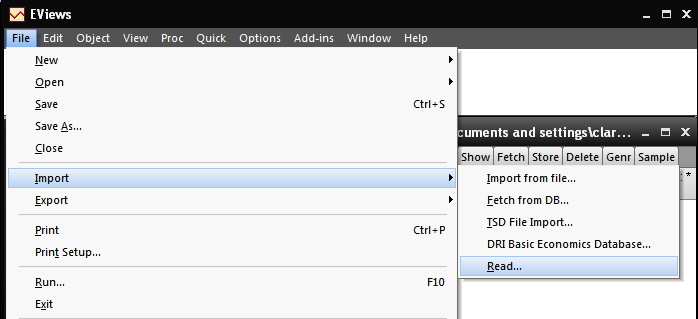 EViews
File Edit Object View Proc Quick Options Add-ins Window Help
New
Open
Save Ctrl+S
Save As...
Close
Import
Export
Print Ctrl+P
Print Setup...
Run... F10
Exit
cuments and settings\clar...
Show Fetch Store Delete Genr Sample
Import from file...
Fetch from DB...
TSD File Import...
DRI Basic Economics Database...
Read...